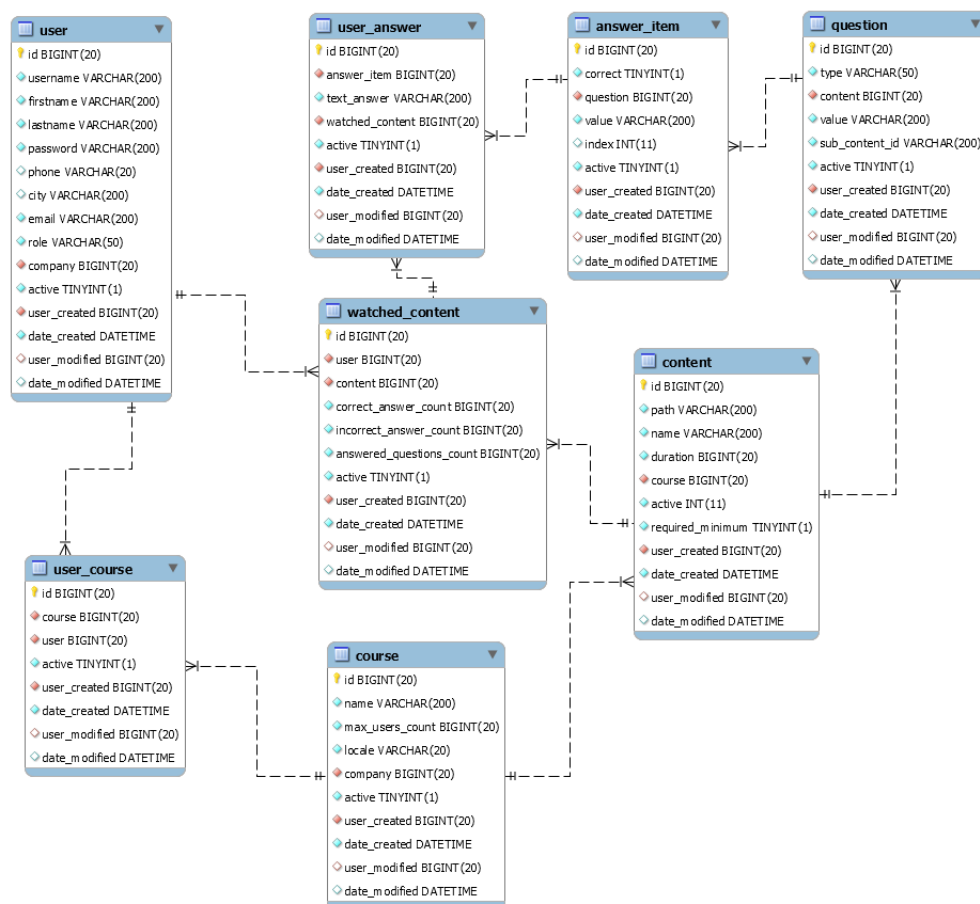 user
id BIGINT(20)
username VARCHAR(200)
firstname VARCHAR(200)
lastname VARCHAR(200)
password VARCHAR(200)
phone VARCHAR(20)
city VARCHAR(200)
email VARCHAR(200)
role VARCHAR(50)
company BIGINT(20)
active TINYINT(1)
user_created BIGINT(20)
date_created DATETIME
user_modified BIGINT(20)
date_modified DATETIME
user_answer
id BIGINT(20)
answer_item BIGINT(20)
text_answer VARCHAR(200)
watched_content BIGINT(20)
active TINYINT(1)
user_created BIGINT(20)
date_created DATETIME
user_modified BIGINT(20)
date_modified DATETIME
answer_item
id BIGINT(20)
correct TINYINT(1)
question BIGINT(20)
value VARCHAR(200)
index INT(11)
active TINYINT(1)
user_created BIGINT(20)
date_created DATETIME
user_modified BIGINT(20)
date_modified DATETIME
question
id BIGINT(20)
type VARCHAR(50)
content BIGINT(20)
value VARCHAR(200)
sub_content_id VARCHAR(200)
active TINYINT(1)
user_created BIGINT(20)
date_created DATETIME
user_modified BIGINT(20)
date_modified DATETIME
watched_content
id BIGINT(20)
user BIGINT(20)
content BIGINT(20)
correct_answer_count BIGINT(20)
incorrect_answer_count BIGINT(20)
answered_questions_count BIGINT(20)
active TINYINT(1)
user_created BIGINT(20)
date_created DATETIME
user_modified BIGINT(20)
date_modified DATETIME
content
id BIGINT(20)
path VARCHAR(200)
name VARCHAR(200)
duration BIGINT(20)
course BIGINT(20)
active INT(11)
required_minimum TINYINT(1)
user_created BIGINT(20)
date_created DATETIME
user_modified BIGINT(20)
date_modified DATETIME
user_course
id BIGINT(20)
course BIGINT(20)
user BIGINT(20)
active TINYINT(1)
user_created BIGINT(20)
date_created DATETIME
user_modified BIGINT(20)
date_modified DATETIME
course
id BIGINT(20)
name VARCHAR(200)
max_users_count BIGINT(20)
locale VARCHAR(20)
company BIGINT(20)
active TINYINT(1)
user_created BIGINT(20)
date_created DATETIME
user_modified BIGINT(20)
date_modified DATETIME